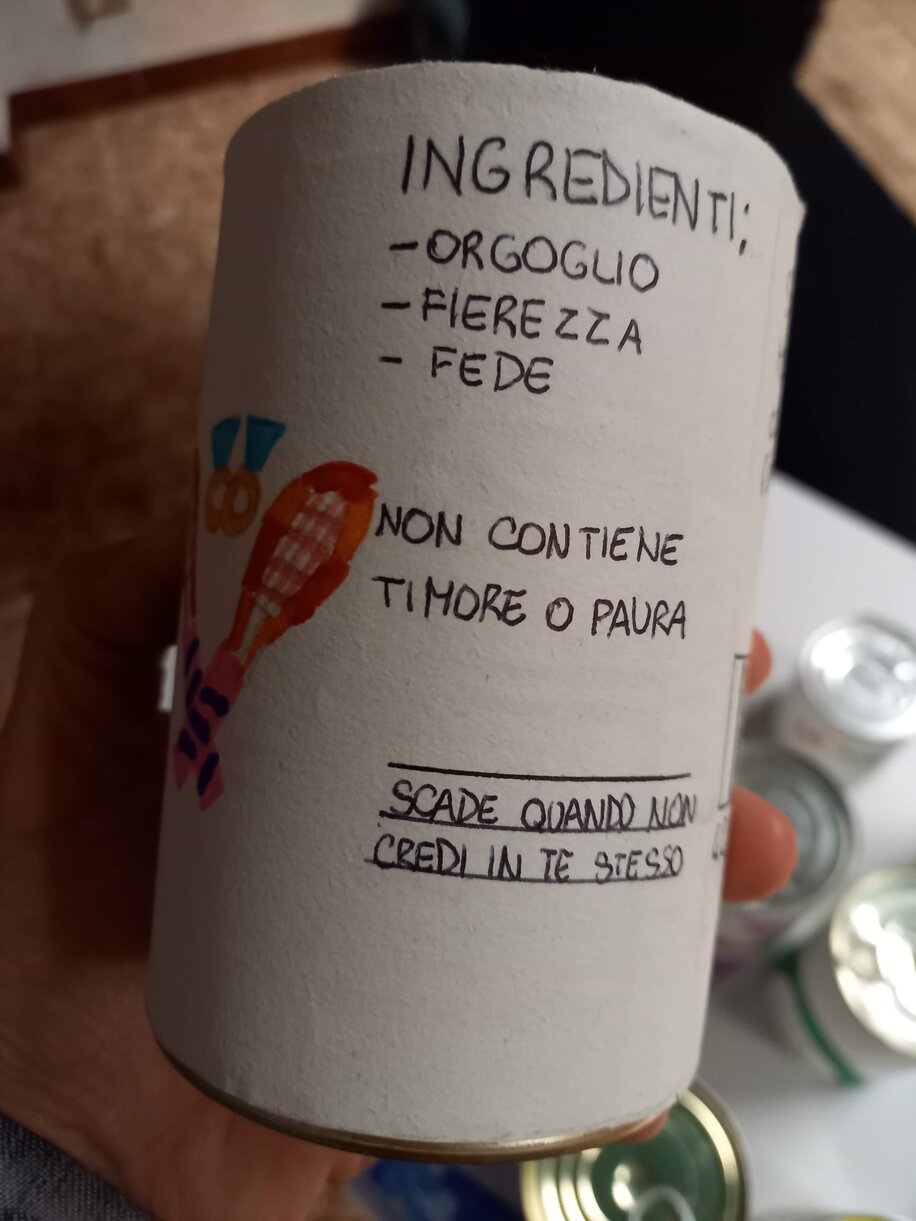 INGREDIENTI:
-ORGOGLIO
-FIEREZZA
- FEDE
NON CONTIENE
TIMORE O PAURA
SCADE QUANDO NON
CREDI IN TE STESSO